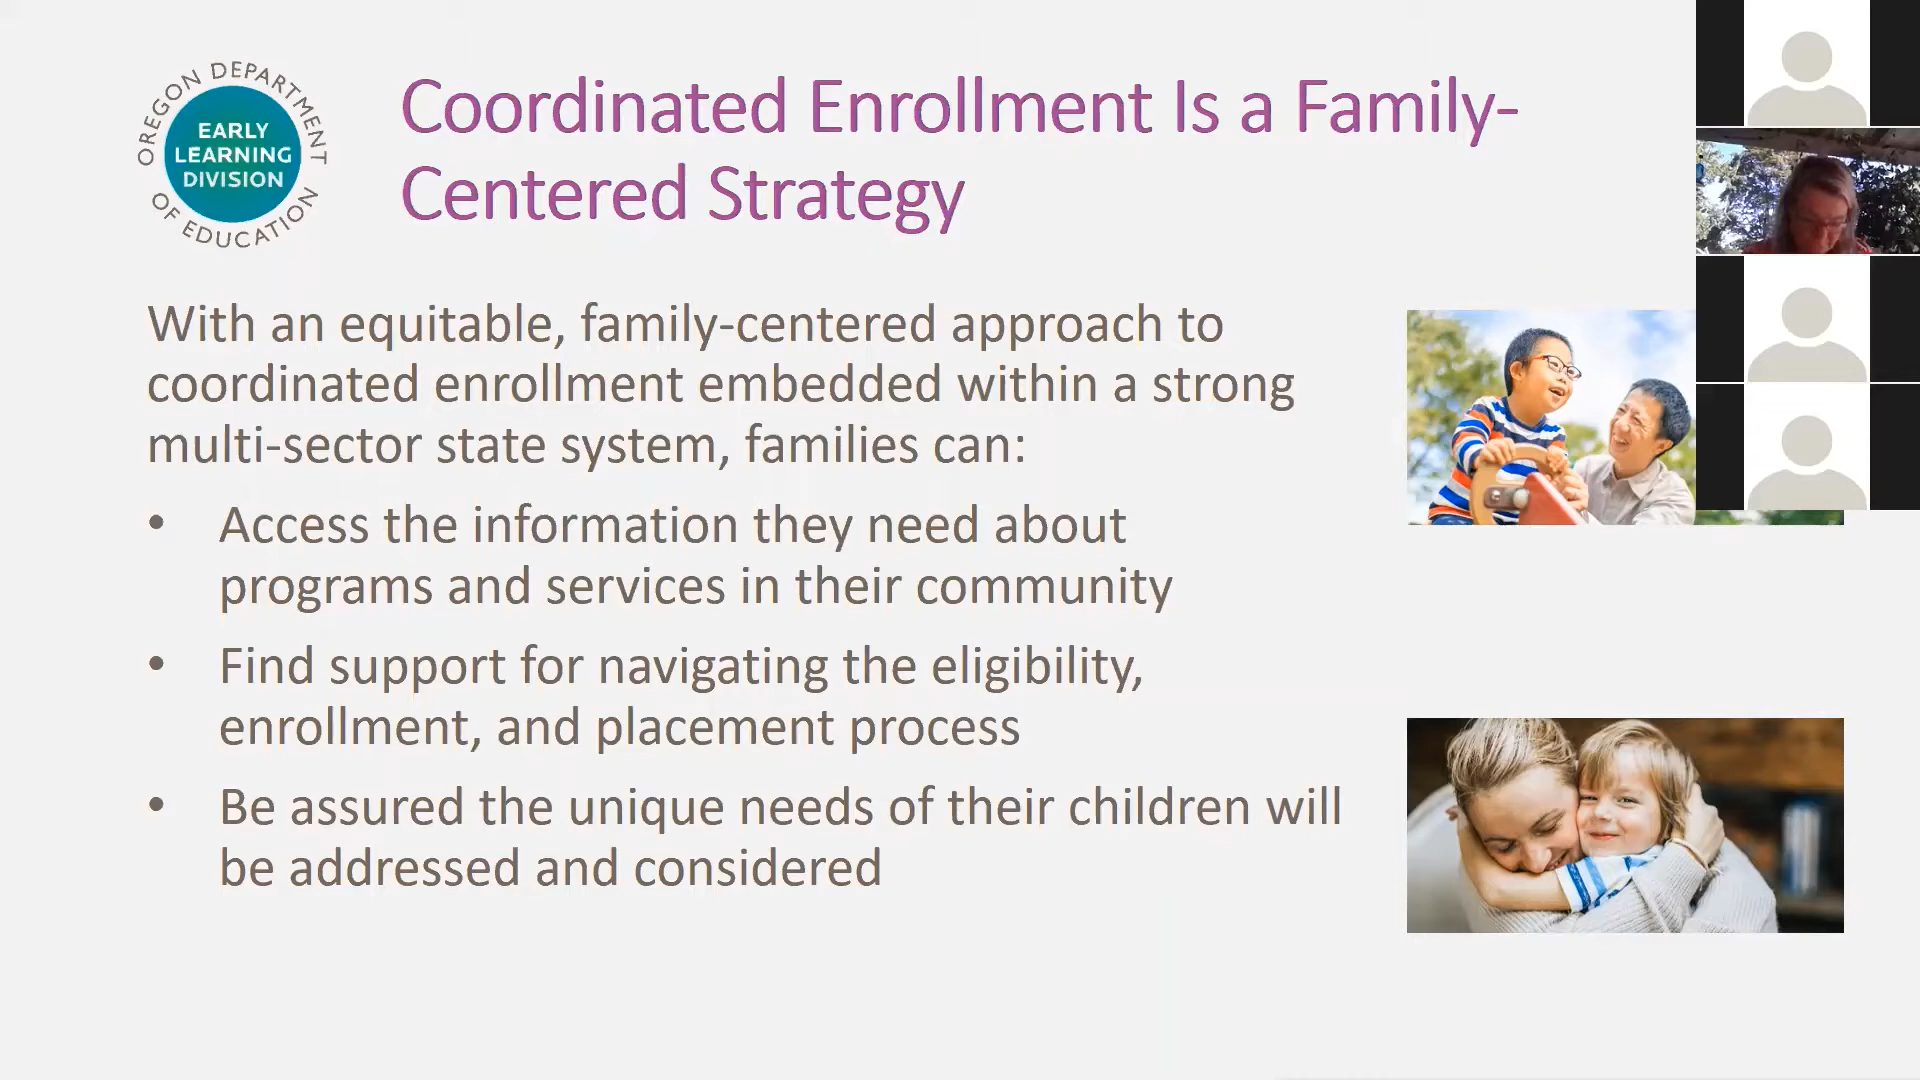 OREGON DEPARTMENT
OF EDUCATION
EARLY
LEARNING
DIVISION
Coordinated Enrollment Is a Family-
Centered Strategy
With an equitable, family-centered approach to
coordinated enrollment embedded within a strong
multi-sector state system, families can:
• Access the information they need about
programs and services in their community
• Find support for navigating the eligibility,
enrollment, and placement process
• Be assured the unique needs of their children will
be addressed and considered